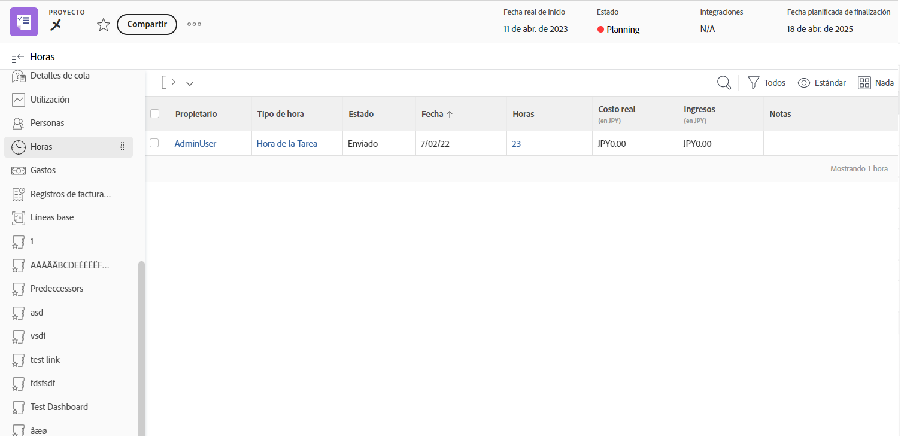 PROYECTO
Compartir
Fecha real de inicio
11 de abr. de 2023
Estado
Planning
Integraciones
N/A
Fecha planificada de finalización
18 de abr. de 2025
Horas
Detalles de cola
Utilización
Personas
Horas
Gastos
Registros de factura...
Líneas base
1
Predeccessors
asd
vsdf
test link
Test Dashboard
åæø
Todos
Estándar
Nada
Propietario
Tipo de hora
Estado
Fecha
Horas
Costo real
(en JPY)
Ingresos
(en JPY)
Notas
AdminUser
Hora de la Tarea
Enviado
7/02/22
23
JPY0.00
JPY0.00
Mostrando 1 hora